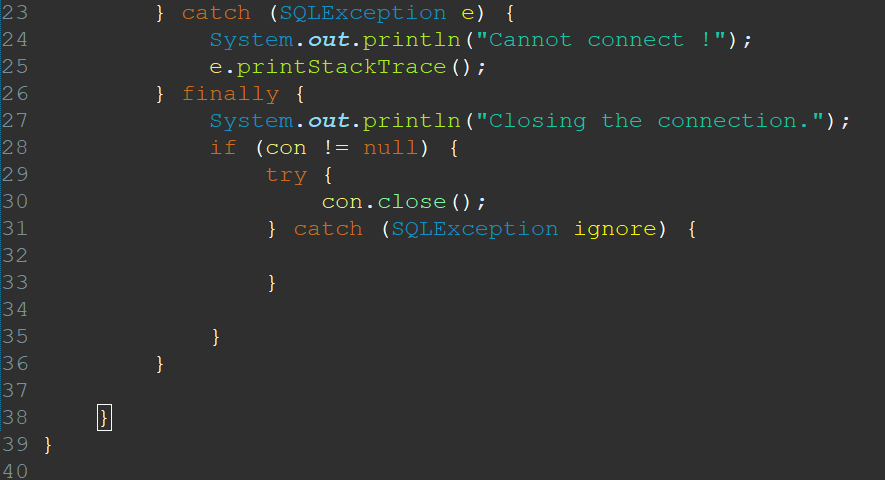 23         } catch (SQLException e) {
24             System.out.println("Cannot connect !");
25             e.printStackTrace();
26         } finally {
27             System.out.println("Closing the connection.");
28             if (con != null) {
29                 try {
30                     con.close();
31                 } catch (SQLException ignore) {
32
33                 }
34
35             }
36         }
37
38     }
39 }
40